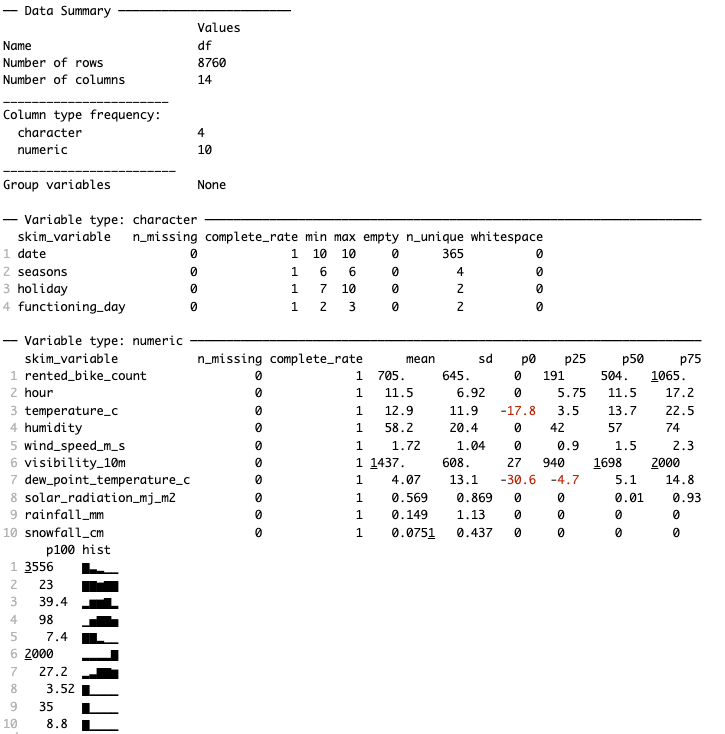 ── Data Summary ────────────────────────
                           Values
Name                       df
Number of rows             8760
Number of columns          14
_______________________
Column type frequency:
  character                4
  numeric                  10
________________________
Group variables            None

── Variable type: character ────────────────────────────────────────────────────────────────────
  skim_variable   n_missing complete_rate min max empty n_unique whitespace
1 date                    0             1  10  10     0      365          0
2 seasons                 0             1   6   6     0        4          0
3 holiday                 0             1   7  10     0        2          0
4 functioning_day         0             1   2   3     0        2          0

── Variable type: numeric ──────────────────────────────────────────────────────────────────────
   skim_variable           n_missing complete_rate      mean      sd    p0    p25     p50    p75
 1 rented_bike_count               0             1  705.     645.      0   191     504.   1065.
 2 hour                            0             1   11.5      6.92    0     5.75   11.5    17.2
 3 temperature_c                   0             1   12.9     11.9   -17.8   3.5    13.7    22.5
 4 humidity                        0             1   58.2     20.4     0    42      57      74
 5 wind_speed_m_s                  0             1    1.72     1.04    0     0.9     1.5     2.3
 6 visibility_10m                  0             1 1437.     608.     27   940    1698    2000
 7 dew_point_temperature_c         0             1    4.07    13.1   -30.6  -4.7     5.1    14.8
 8 solar_radiation_mj_m2           0             1    0.569    0.869   0     0       0.01    0.93
 9 rainfall_mm                     0             1    0.149    1.13    0     0       0       0
10 snowfall_cm                     0             1    0.0751   0.437   0     0       0       0
      p100 hist
 1 3556    ▇▃▂▁▁
 2   23    ▇▇▆▇▇
 3   39.4  ▂▆▆▇▂
 4   98    ▁▅▇▇▅
 5    7.4  ▇▇▂▁▁
 6 2000    ▂▂▂▂▇
 7   27.2  ▂▃▇▇▆
 8    3.52 ▇▁▁▁▁
 9   35    ▇▁▁▁▁
10    8.8  ▇▁▁▁▁